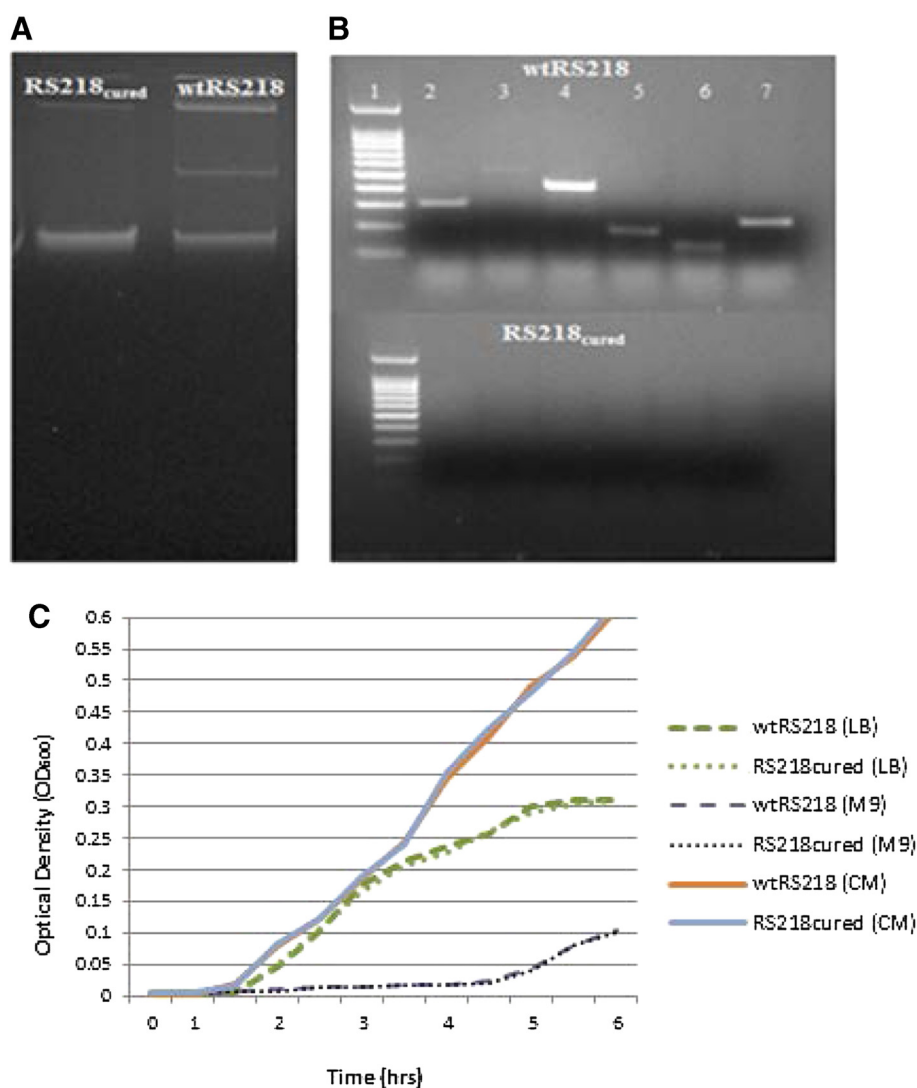 A
B
RS218cured
wtRS218
wtRS218
1 2 3 4 5 6 7
RS218cured
C
0.6
0.55
0.5
0.45
0.4
0.35
0.3
0.25
0.2
0.15
0.1
0.05
0
Optical Density (OD600)
0 1 2 3 4 5 6
Time (hrs)
wtRS218 (LB)
RS218cured (LB)
wtRS218 (M9)
RS218cured (M9)
wtRS218 (CM)
RS218cured (CM)